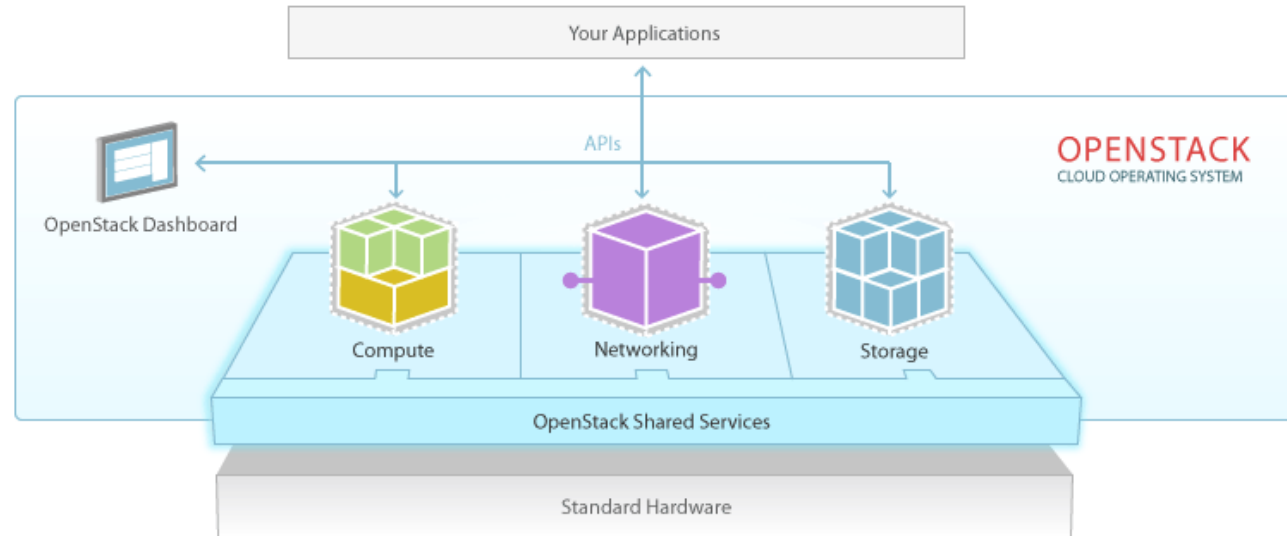 Your Applications
APIs
OPENSTACK
CLOUD OPERATING SYSTEM
OpenStack Dashboard
Compute
Networking
Storage
OpenStack Shared Services
Standard Hardware